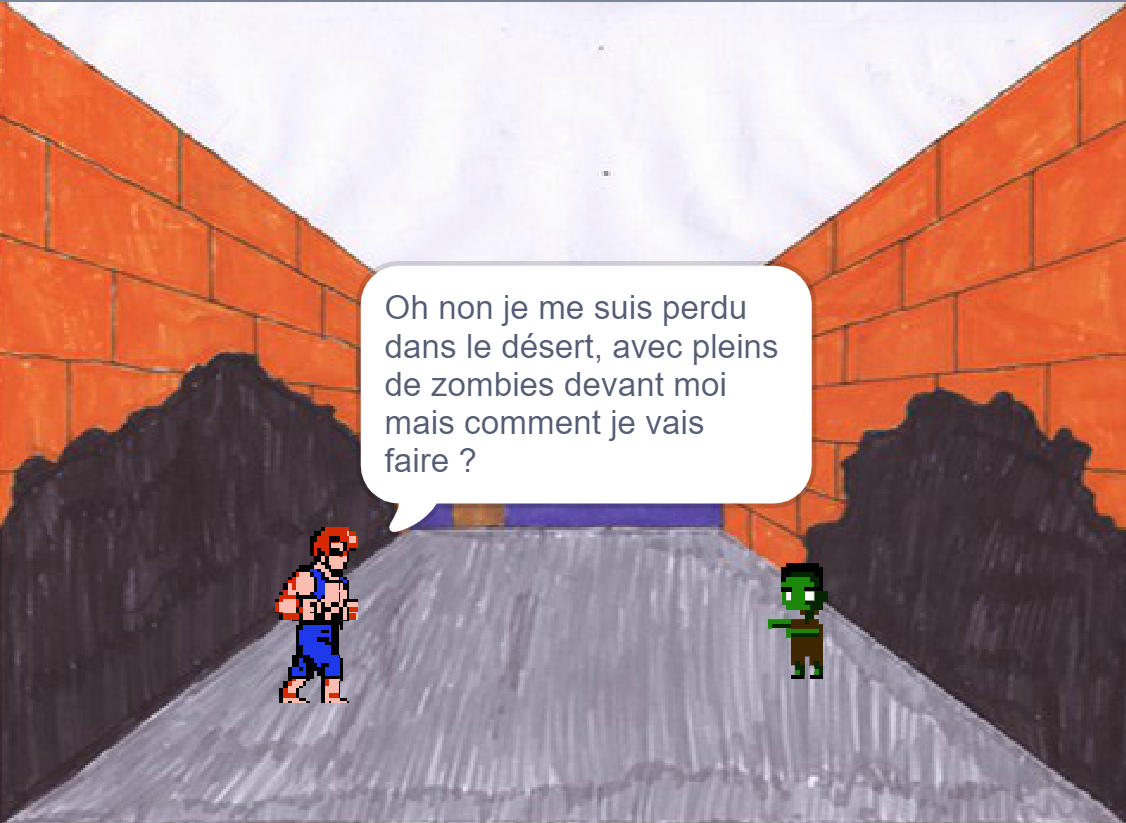 Oh non je me suis perdu
dans le désert, avec pleins
de zombies devant moi
mais comment je vais
faire ?